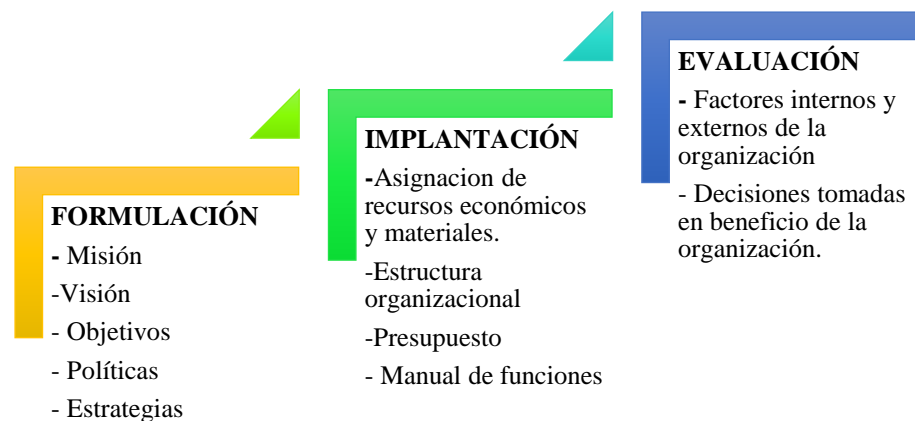 FORMULACIÓN
- Misión
-Visión
- Objetivos
- Políticas
- Estrategias
IMPLANTACIÓN
-Asignacion de
recursos económicos
y materiales.
-Estructura
organizacional
-Presupuesto
- Manual de funciones
EVALUACIÓN
- Factores internos y
externos de la
organización
- Decisiones tomadas
en beneficio de la
organización.